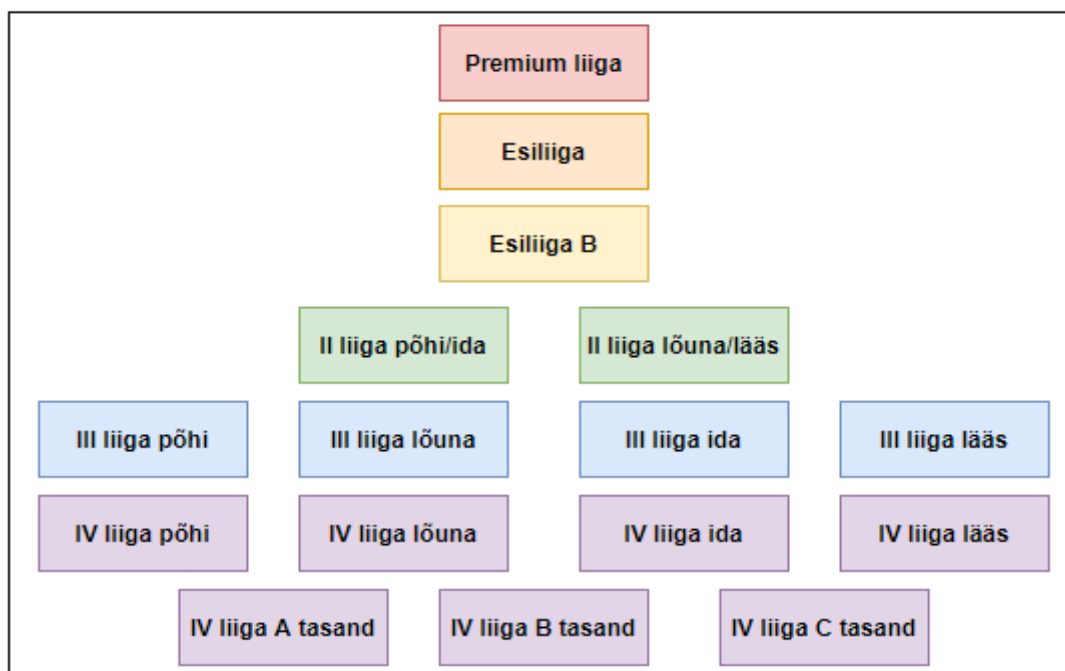 Premium liiga
Esiliiga
Esiliiga B
II liiga põhi/ida
II liiga lõuna/lääs
III liiga põhi
III liiga lõuna
III liiga ida
III liiga lääs
IV liiga põhi
IV liiga lõuna
IV liiga ida
IV liiga lääs
IV liiga A tasand
IV liiga B tasand
IV liiga C tasand